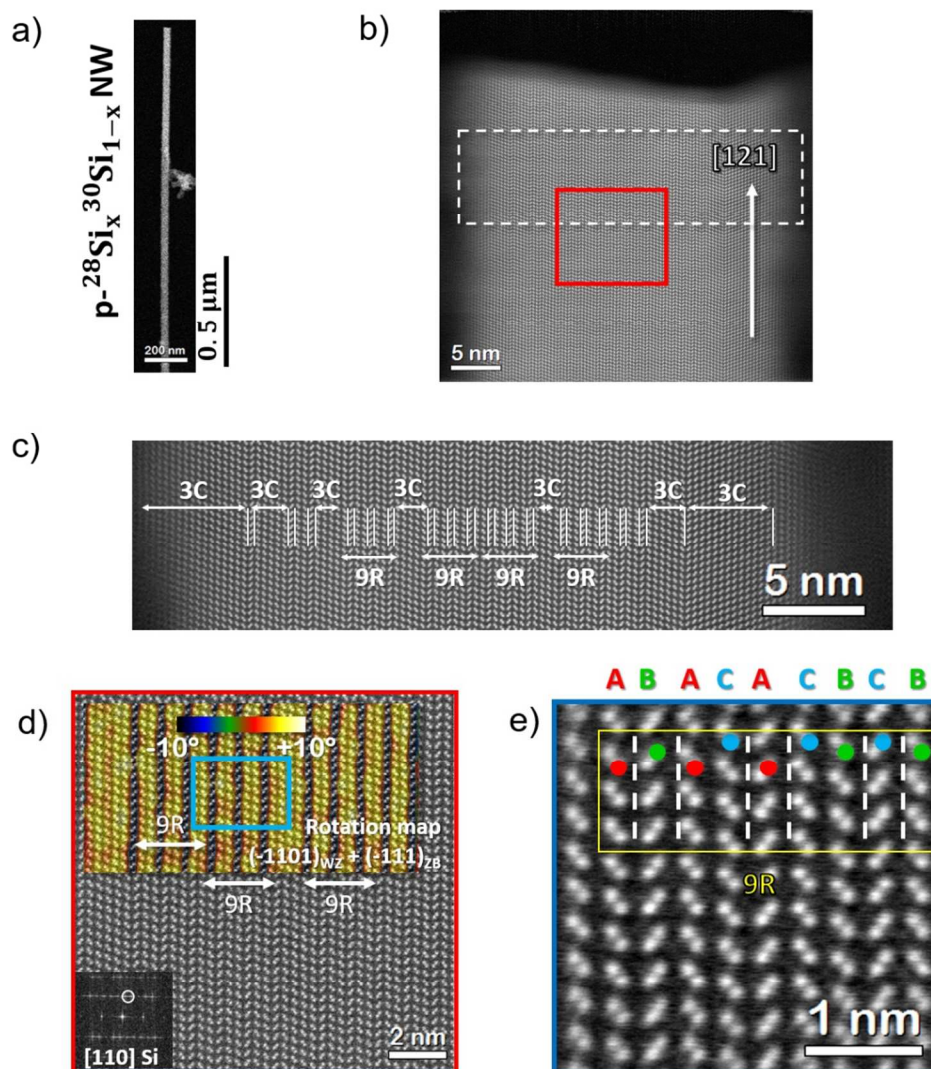 a)
p-²⁸Siₓ ³⁰Si₁₋ₓ NW
200 nm
0.5 μm
b)
[121]
5 nm
c)
3C 3C 3C 3C 3C 3C 3C
9R 9R 9R 9R
5 nm
d)
-10° +10°
9R
Rotation map
(-1101)WZ + (-111)ZB
9R 9R
[110] Si
2 nm
e)
A B A C A C B C B
9R
1 nm